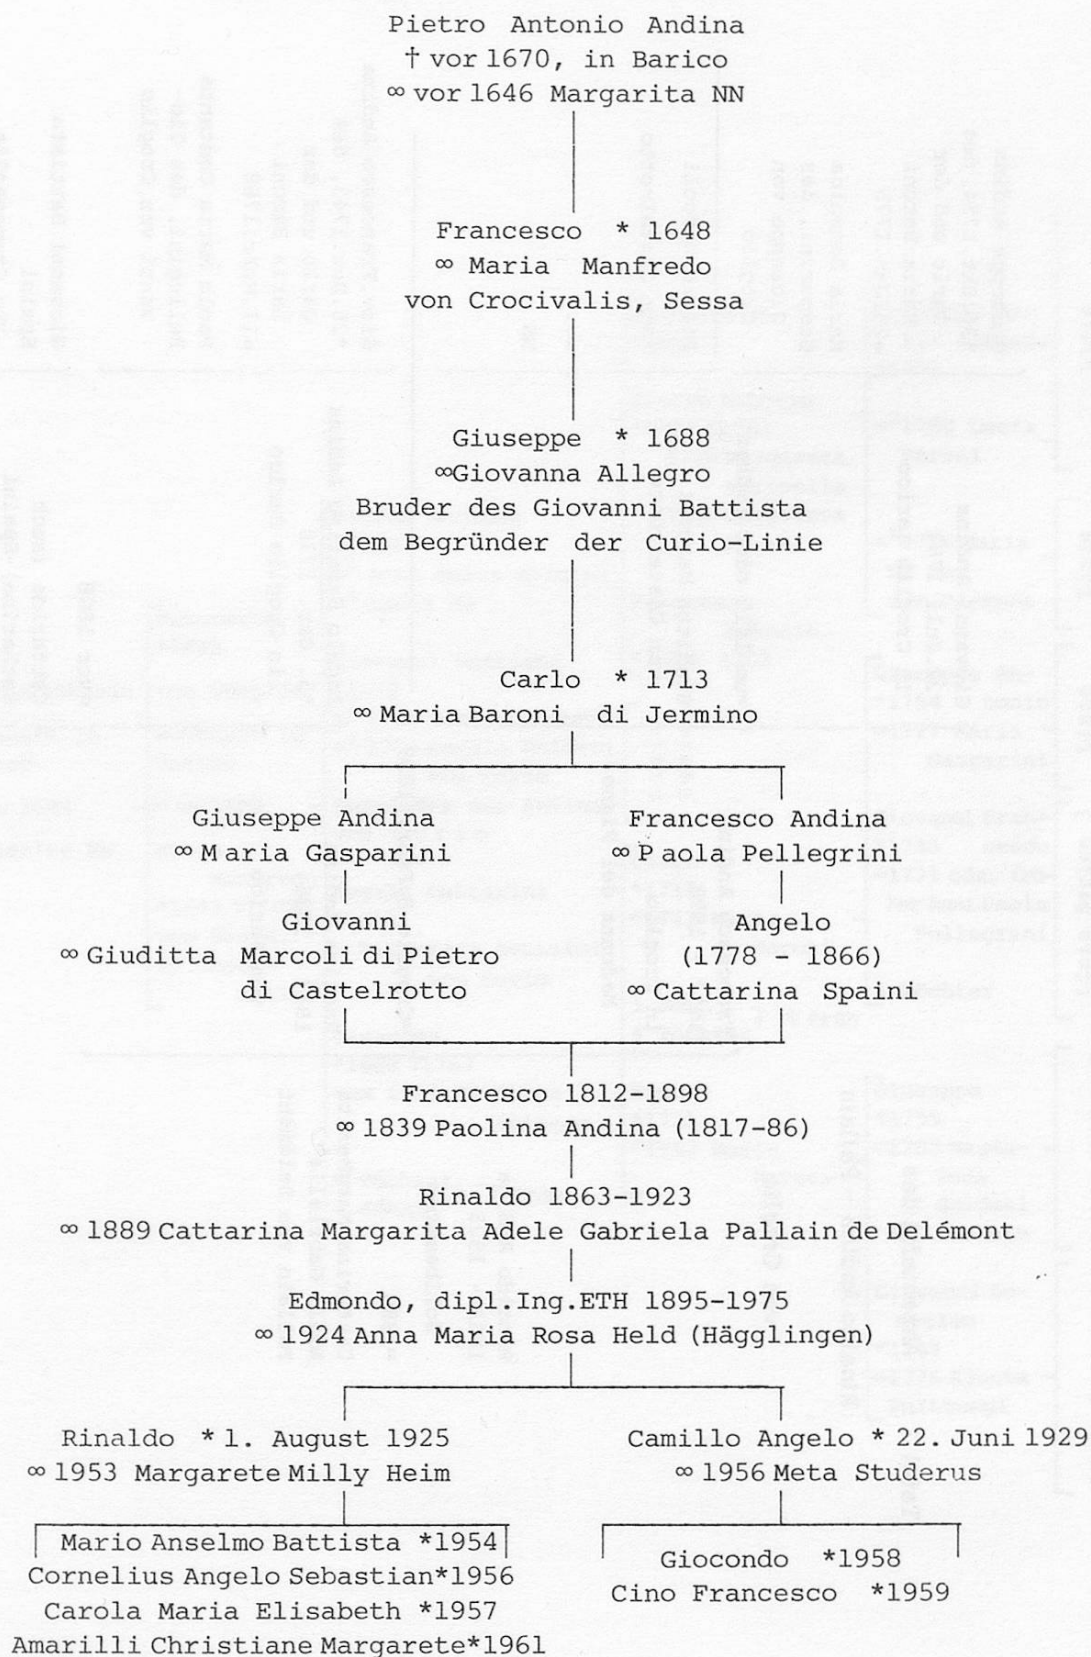 Pietro Antonio Andina
† vor 1670, in Barico
∞ vor 1646 Margarita NN
Francesco * 1648
∞ Maria Manfredo
von Crocivalis, Sessa
Giuseppe * 1688
∞Giovanna Allegro
Bruder des Giovanni Battista
dem Begründer der Curio-Linie
Carlo * 1713
∞ Maria Baroni di Jermino
Giuseppe Andina
∞ Maria Gasparini
Francesco Andina
∞ Paola Pellegrini
Giovanni
∞ Giuditta Marcoli di Pietro
di Castelrotto
Angelo
(1778 - 1866)
∞ Cattarina Spaini
Francesco 1812-1898
∞ 1839 Paolina Andina (1817-86)
Rinaldo 1863-1923
∞ 1889 Cattarina Margarita Adele Gabriela Pallain de Delémont
Edmondo, dipl.Ing.ETH 1895-1975
∞ 1924 Anna Maria Rosa Held (Hägglingen)
Rinaldo * 1. August 1925
∞ 1953 Margarete Milly Heim
Camillo Angelo * 22. Juni 1929
∞ 1956 Meta Studerus
Mario Anselmo Battista *1954
Cornelius Angelo Sebastian*1956
Carola Maria Elisabeth *1957
Amarilli Christiane Margarete*1961
Giocondo *1958
Cino Francesco *1959